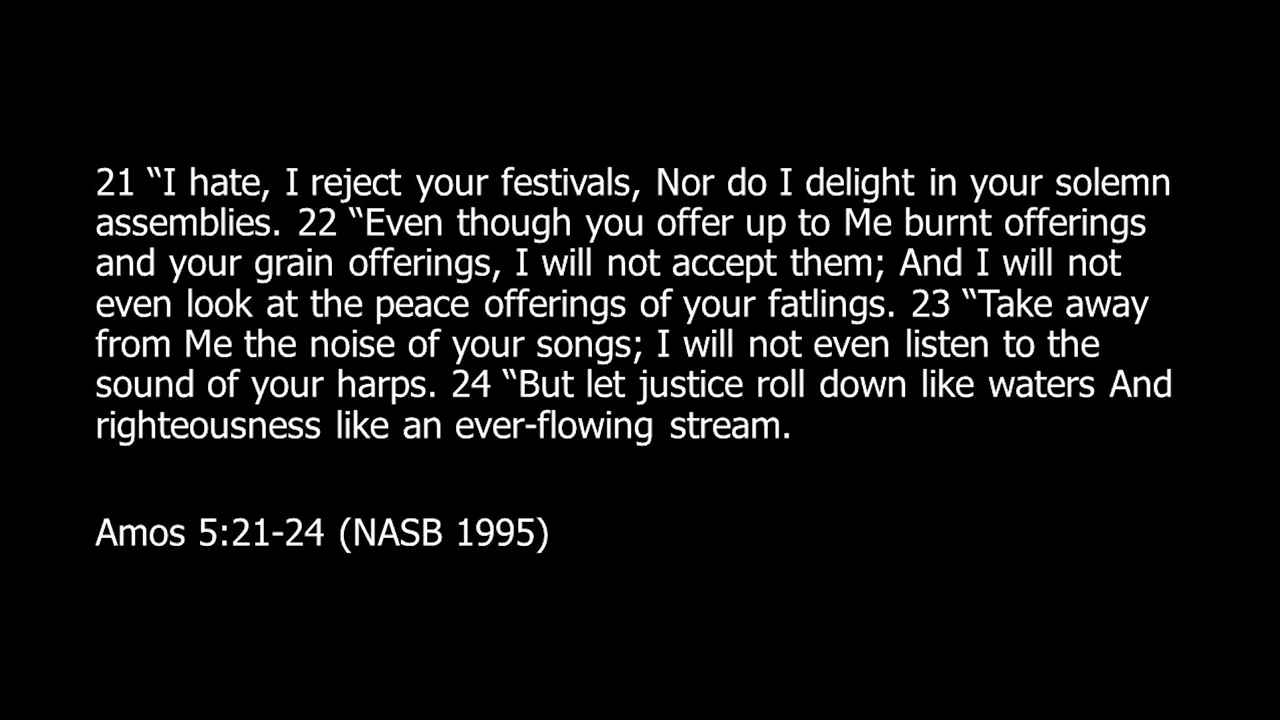 21 “I hate, I reject your festivals, Nor do I delight in your solemn
assemblies. 22 “Even though you offer up to Me burnt offerings
and your grain offerings, I will not accept them; And I will not
even look at the peace offerings of your fatlings. 23 “Take away
from Me the noise of your songs; I will not even listen to the
sound of your harps. 24 “But let justice roll down like waters And
righteousness like an ever-flowing stream.
Amos 5:21-24 (NASB 1995)